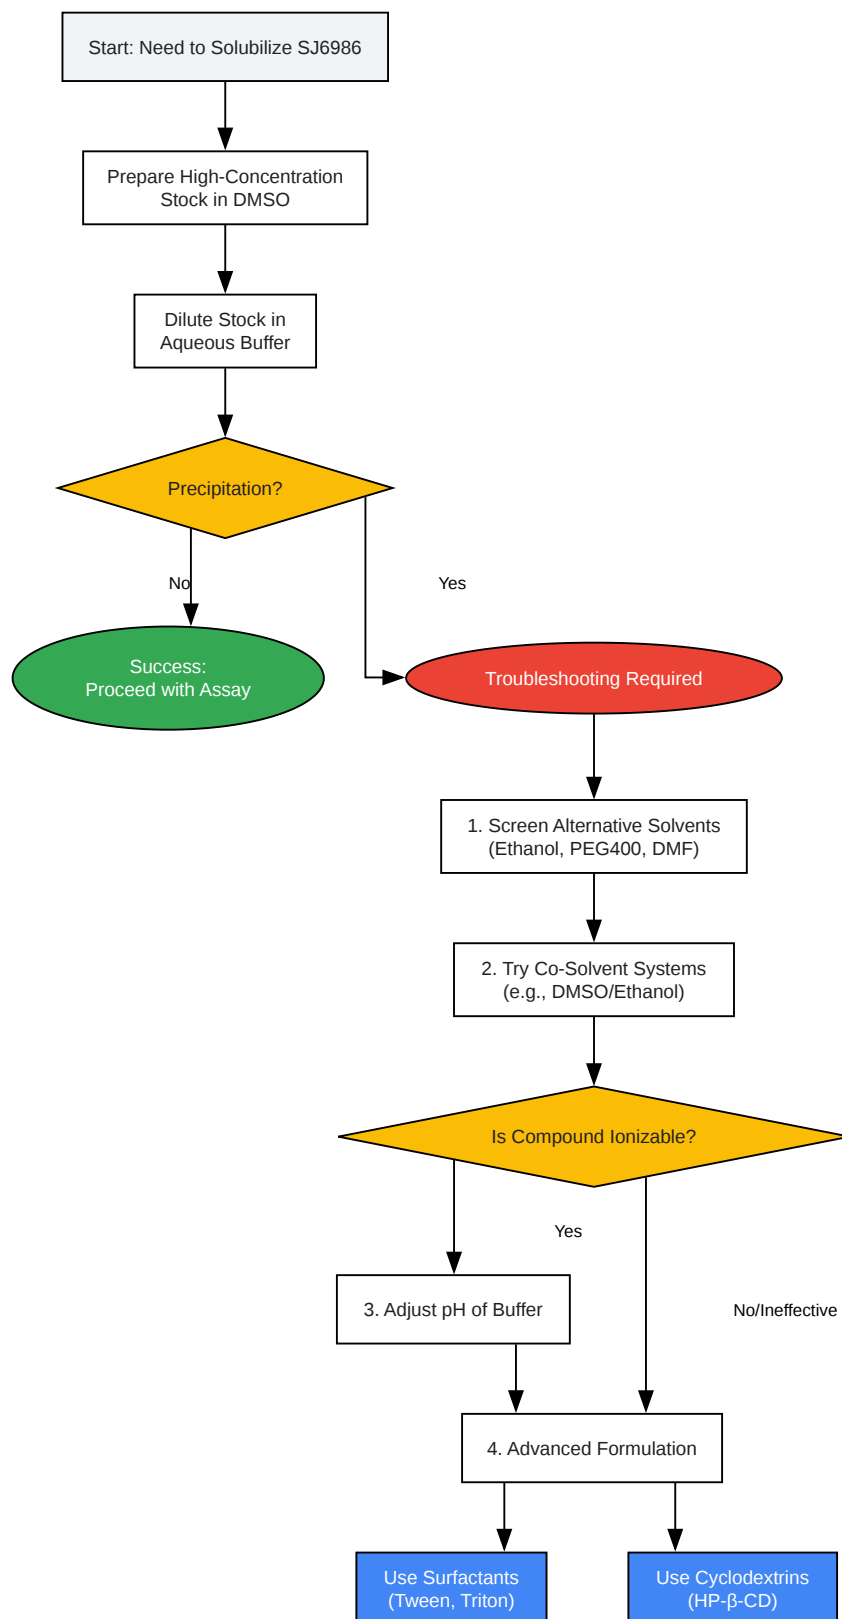 Start: Need to Solubilize SJ6986
Prepare High-Concentration
Stock in DMSO
Dilute Stock in
Aqueous Buffer
Precipitation?
No
Yes
Success:
Proceed with Assay
Troubleshooting Required
1. Screen Alternative Solvents
(Ethanol, PEG400, DMF)
2. Try Co-Solvent Systems
(e.g., DMSO/Ethanol)
Is Compound Ionizable?
Yes
3. Adjust pH of Buffer
No/Ineffective
4. Advanced Formulation
Use Surfactants
(Tween, Triton)
Use Cyclodextrins
(HP-β-CD)